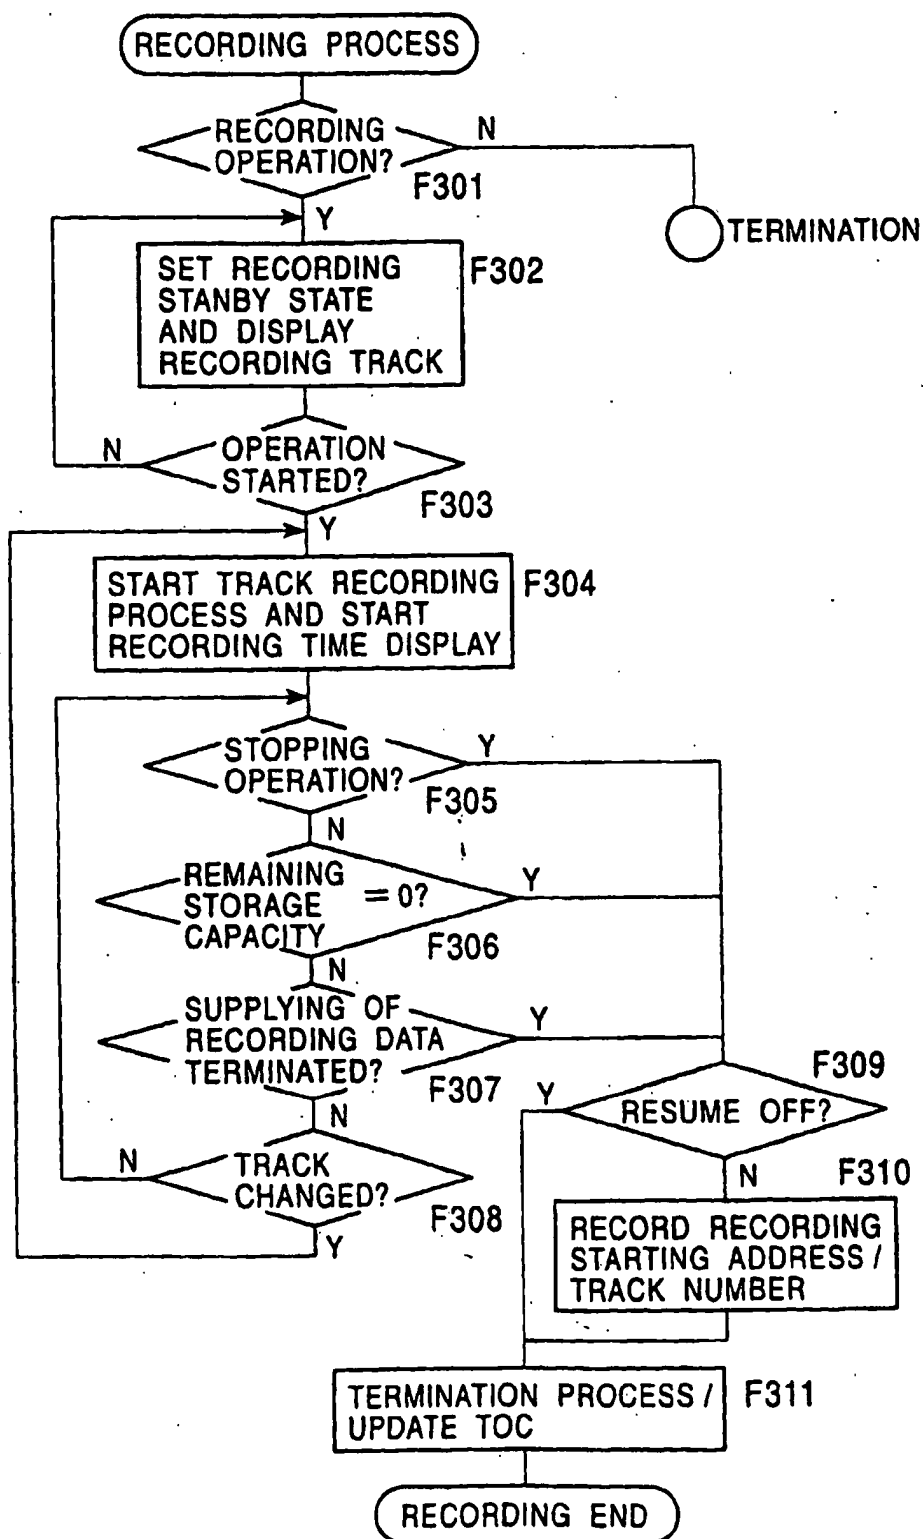 RECORDING PROCESS
RECORDING
OPERATION?
N
F301
TERMINATION
Y
SET RECORDING
STANBY STATE
AND DISPLAY
RECORDING TRACK
F302
N
OPERATION
STARTED?
F303
Y
START TRACK RECORDING
PROCESS AND START
RECORDING TIME DISPLAY
F304
STOPPING
OPERATION?
Y
F305
N
REMAINING
STORAGE
CAPACITY
= 0?
Y
F306
N
SUPPLYING OF
RECORDING DATA
TERMINATED?
Y
F307
N
TRACK
CHANGED?
N
F308
Y
F309
Y
RESUME OFF?
N
F310
RECORD RECORDING
STARTING ADDRESS /
TRACK NUMBER
TERMINATION PROCESS /
UPDATE TOC
F311
RECORDING END